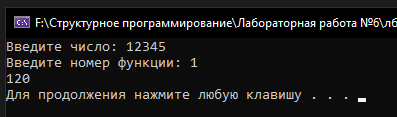 F:\Структурное программирование\Лабораторная работа №6\лб
Введите число: 12345
Введите номер функции: 1
120
Для продолжения нажмите любую клавишу . . .